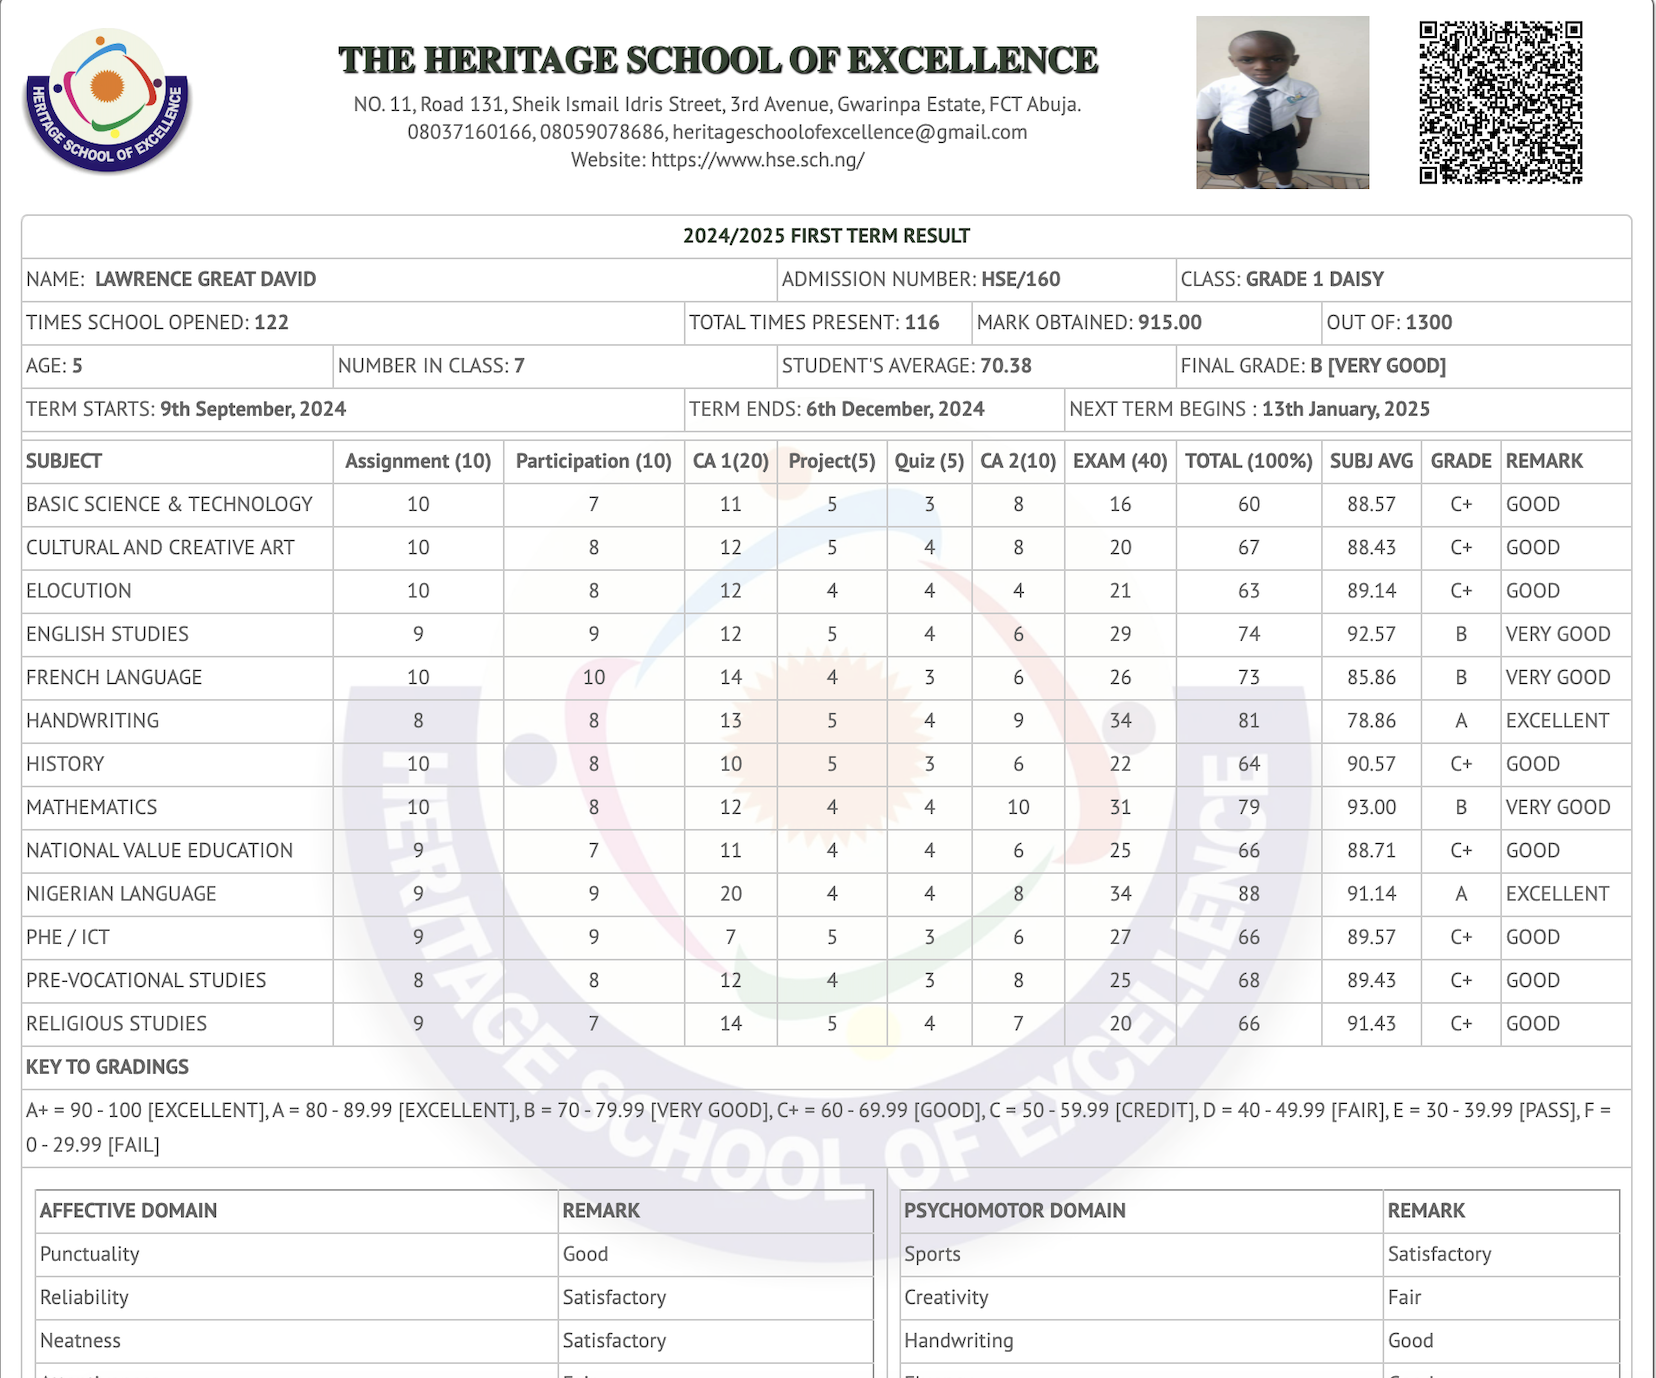 THE HERITAGE SCHOOL OF EXCELLENCE
NO. 11, Road 131, Sheik Ismail Idris Street, 3rd Avenue, Gwarinpa Estate, FCT Abuja.
08037160166, 08059078686, heritageschoolofexcellence@gmail.com
Website: https://www.hse.sch.ng/
HERITAGE SCHOOL OF EXCELLENCE
2024/2025 FIRST TERM RESULT
NAME: LAWRENCE GREAT DAVID ADMISSION NUMBER: HSE/160 CLASS: GRADE 1 DAISY
TIMES SCHOOL OPENED: 122 TOTAL TIMES PRESENT: 116 MARK OBTAINED: 915.00 OUT OF: 1300
AGE: 5 NUMBER IN CLASS: 7 STUDENT'S AVERAGE: 70.38 FINAL GRADE: B [VERY GOOD]
TERM STARTS: 9th September, 2024 TERM ENDS: 6th December, 2024 NEXT TERM BEGINS : 13th January, 2025
SUBJECT Assignment (10) Participation (10) CA 1(20) Project(5) Quiz (5) CA 2(10) EXAM (40) TOTAL (100%) SUBJ AVG GRADE REMARK
BASIC SCIENCE & TECHNOLOGY 10 7 11 5 3 8 16 60 88.57 C+ GOOD
CULTURAL AND CREATIVE ART 10 8 12 5 4 8 20 67 88.43 C+ GOOD
ELOCUTION 10 8 12 4 4 4 21 63 89.14 C+ GOOD
ENGLISH STUDIES 9 9 12 5 4 6 29 74 92.57 B VERY GOOD
FRENCH LANGUAGE 10 10 14 4 3 6 26 73 85.86 B VERY GOOD
HANDWRITING 8 8 13 5 4 9 34 81 78.86 A EXCELLENT
HISTORY 10 8 10 5 3 6 22 64 90.57 C+ GOOD
MATHEMATICS 10 8 12 4 4 10 31 79 93.00 B VERY GOOD
NATIONAL VALUE EDUCATION 9 7 11 4 4 6 25 66 88.71 C+ GOOD
NIGERIAN LANGUAGE 9 9 20 4 4 8 34 88 91.14 A EXCELLENT
PHE / ICT 9 9 7 5 3 6 27 66 89.57 C+ GOOD
PRE-VOCATIONAL STUDIES 8 8 12 4 3 8 25 68 89.43 C+ GOOD
RELIGIOUS STUDIES 9 7 14 5 4 7 20 66 91.43 C+ GOOD
HERITAGE SCHOOL OF EXCELLENCE
KEY TO GRADINGS
A+ = 90 - 100 [EXCELLENT], A = 80 - 89.99 [EXCELLENT], B = 70 - 79.99 [VERY GOOD], C+ = 60 - 69.99 [GOOD], C = 50 - 59.99 [CREDIT], D = 40 - 49.99 [FAIR], E = 30 - 39.99 [PASS], F =
0 - 29.99 [FAIL]
AFFECTIVE DOMAIN REMARK PSYCHOMOTOR DOMAIN REMARK
Punctuality Good Sports Satisfactory
Reliability Satisfactory Creativity Fair
Neatness Satisfactory Handwriting Good